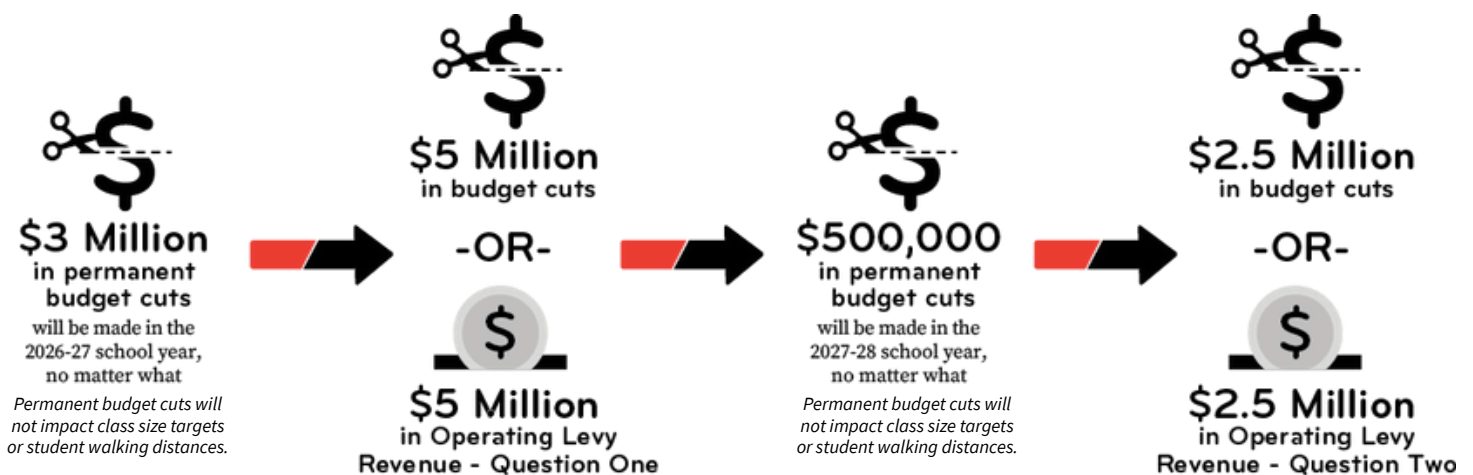 $3 Million
in permanent
budget cuts
will be made in the
2026-27 school year,
no matter what
Permanent budget cuts will
not impact class size targets
or student walking distances.
$5 Million
in budget cuts
-OR-
$
$5 Million
in Operating Levy
Revenue - Question One
$500,000
in permanent
budget cuts
will be made in the
2027-28 school year,
no matter what
Permanent budget cuts will
not impact class size targets
or student walking distances.
$2.5 Million
in budget cuts
-OR-
$
$2.5 Million
in Operating Levy
Revenue - Question Two